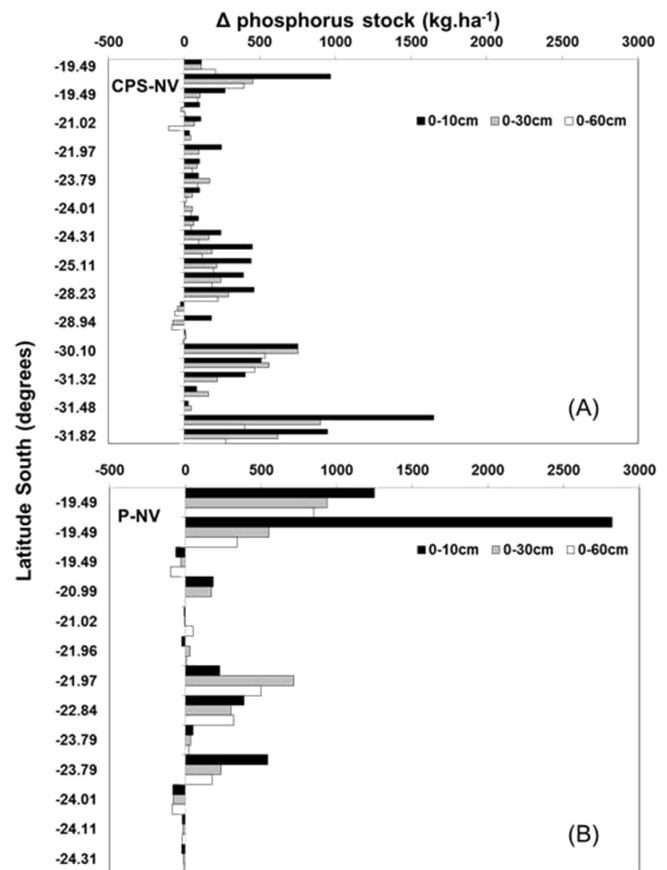 Δ phosphorus stock (kg.ha-1)
-500 0 500 1000 1500 2000 2500 3000
CPS-NV
0-10cm 0-30cm 0-60cm
-19.49
-19.49
-21.02
-21.97
-23.79
-24.01
-24.31
-25.11
-28.23
-28.94
-30.10
-31.32
-31.48
-31.82
(A)
Latitude South (degrees)
-500 0 500 1000 1500 2000 2500 3000
P-NV
0-10cm 0-30cm 0-60cm
-19.49
-19.49
-19.49
-20.99
-21.02
-21.96
-21.97
-22.84
-23.79
-23.79
-24.01
-24.11
-24.31
(B)